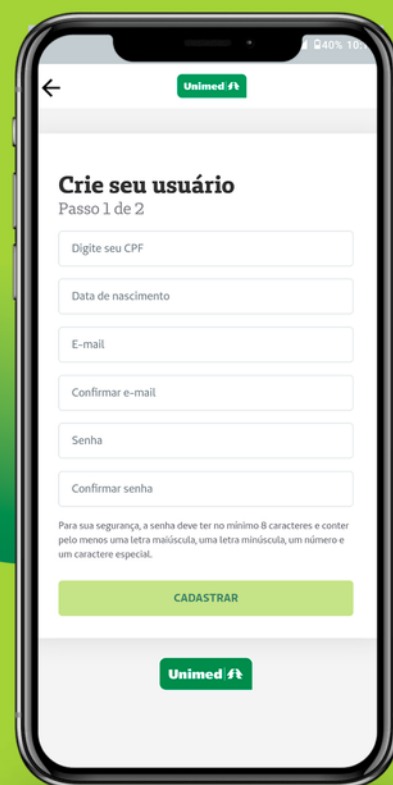 40% 10:
Unimed
Crie seu usuário
Passo 1 de 2
Digite seu CPF
Data de nascimento
E-mail
Confirmar e-mail
Senha
Confirmar senha
Para sua segurança, a senha deve ter no mínimo 8 caracteres e conter
pelo menos uma letra maiúscula, uma letra minúscula, um número e
um caractere especial.
CADASTRAR
Unimed